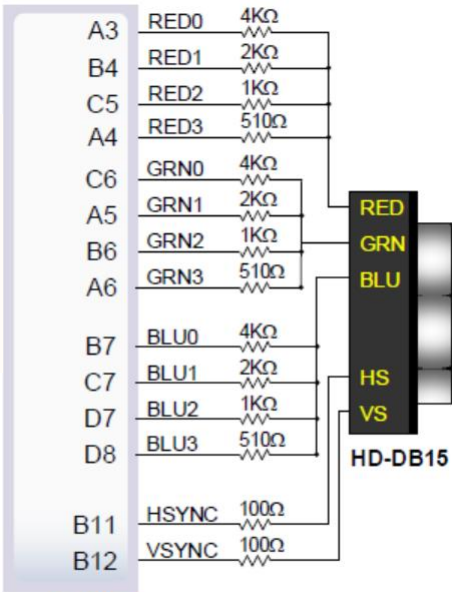 A3 RED0 4KΩ
B4 RED1 2KΩ
C5 RED2 1KΩ
A4 RED3 510Ω
C6 GRN0 4KΩ
A5 GRN1 2KΩ
B6 GRN2 1KΩ
A6 GRN3 510Ω
B7 BLU0 4KΩ
C7 BLU1 2KΩ
D7 BLU2 1KΩ
D8 BLU3 510Ω
B11 HSYNC 100Ω
B12 VSYNC 100Ω
RED
GRN
BLU
HS
VS
HD-DB15